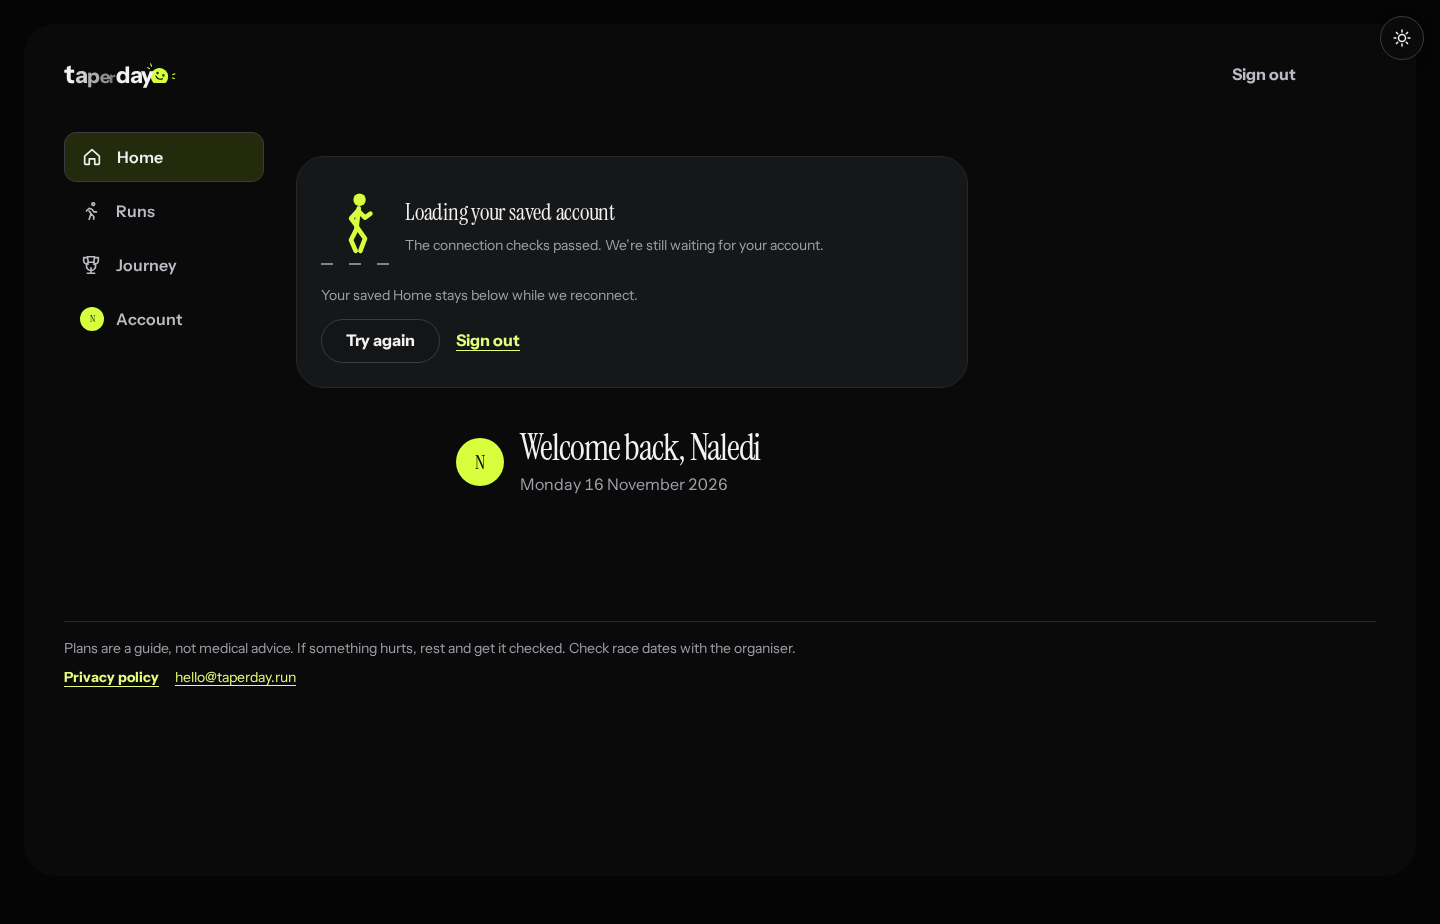 taperday
Sign out
Home
Runs
Journey
N Account
Loading your saved account
The connection checks passed. We’re still waiting for your account.
Your saved Home stays below while we reconnect.
Try again Sign out
N
Welcome back, Naledi
Monday 16 November 2026
Plans are a guide, not medical advice. If something hurts, rest and get it checked. Check race dates with the organiser.
Privacy policy hello@taperday.run